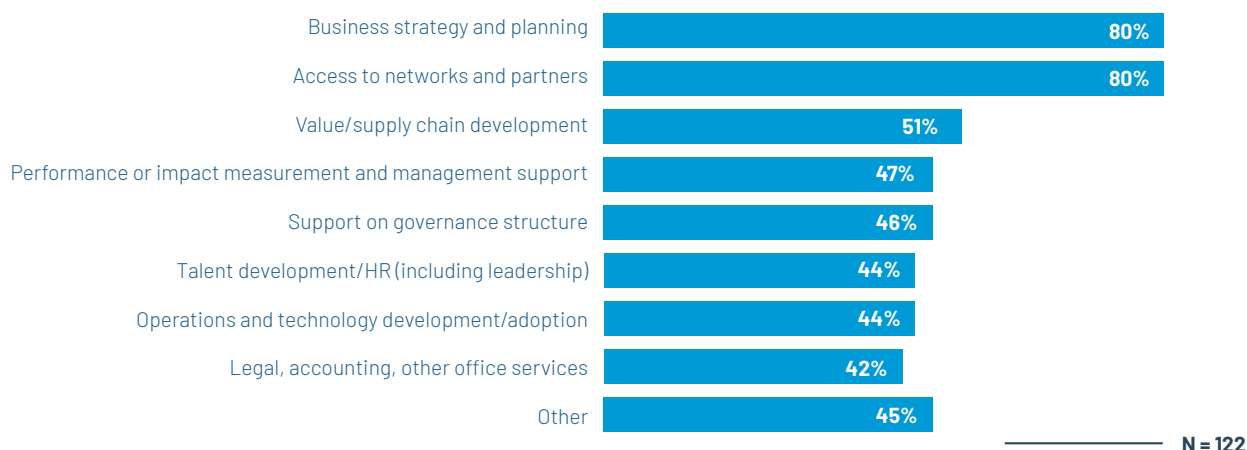 Business strategy and planning 80%
Access to networks and partners 80%
Value/supply chain development 51%
Performance or impact measurement and management support 47%
Support on governance structure 46%
Talent development/HR (including leadership) 44%
Operations and technology development/adoption 44%
Legal, accounting, other office services 42%
Other 45%
N = 122